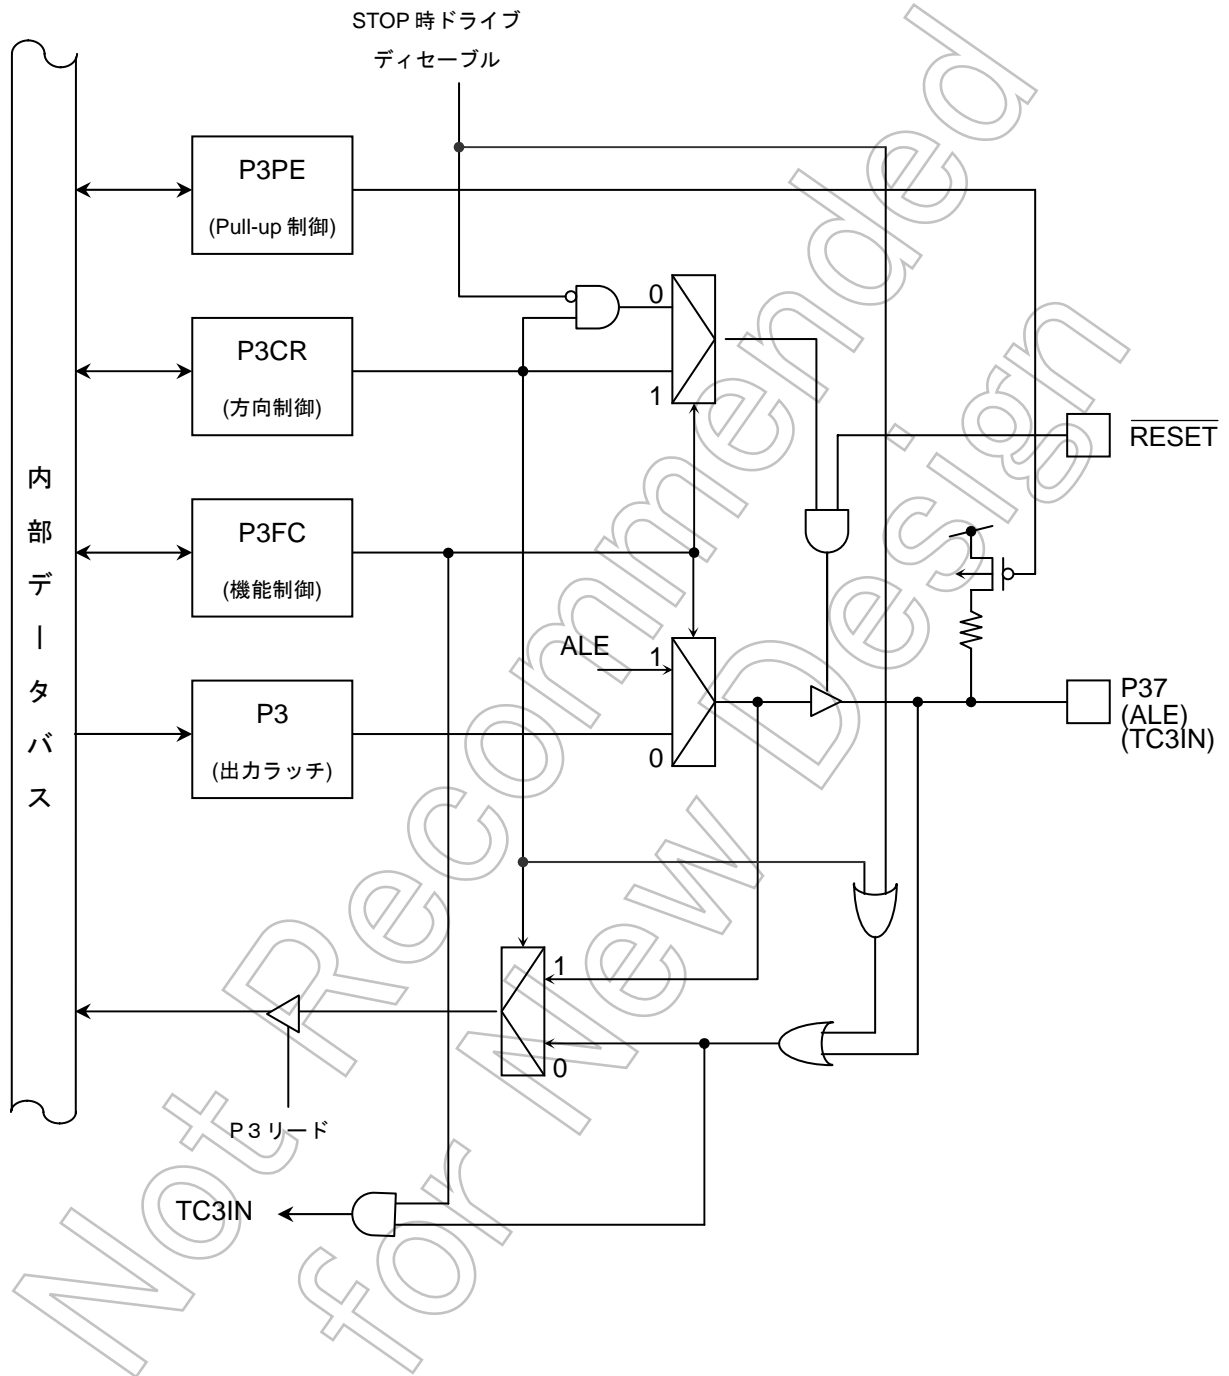 STOP 時ドライブ
ディセーブル
P3PE
(Pull-up 制御)
0
P3CR
(方向制御)
1
RESET
内部データバス
P3FC
(機能制御)
ALE
1
P3
(出力ラッチ)
0
P37
(ALE)
(TC3IN)
1
0
P3リード
TC3IN
Not Recommended
for New Design